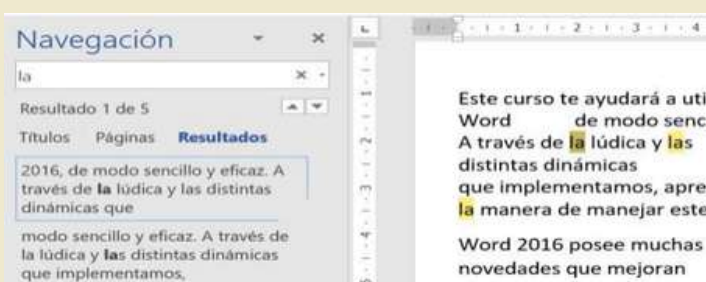 Navegación
la
Resultado 1 de 5
Títulos Páginas Resultados
2016, de modo sencillo y eficaz. A
través de la lúdica y las distintas
dinámicas que
modo sencillo y eficaz. A través de
la lúdica y las distintas dinámicas
que implementamos,
1 2 3 4
Este curso te ayudará a uti
Word de modo senc
A través de la lúdica y las
distintas dinámicas
que implementamos, apre
la manera de manejar este
Word 2016 posee muchas
novedades que mejoran